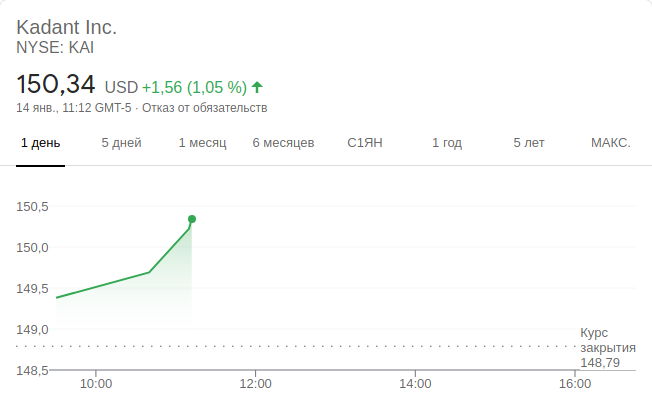 Kadant Inc.
NYSE: KAI
150,34 USD +1,56 (1,05 %)
14 янв., 11:12 GMT-5 · Отказ от обязательств
1 день 5 дней 1 месяц 6 месяцев С1ЯН 1 год 5 лет МАКС.
150,5
150,0
149,5
149,0
Курс
закрытия
148,79
148,5
10:00 12:00 14:00 16:00